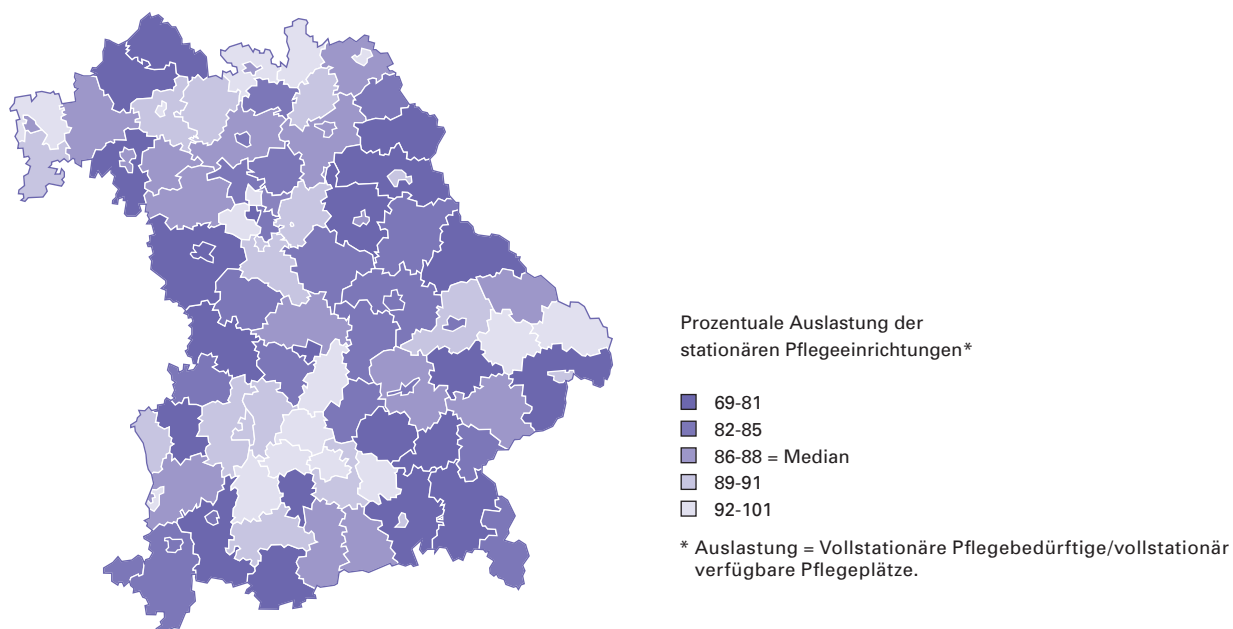 Prozentuale Auslastung der
stationären Pflegeeinrichtungen*
69-81
82-85
86-88 = Median
89-91
92-101
* Auslastung = Vollstationäre Pflegebedürftige/vollstationär
verfügbare Pflegeplätze.